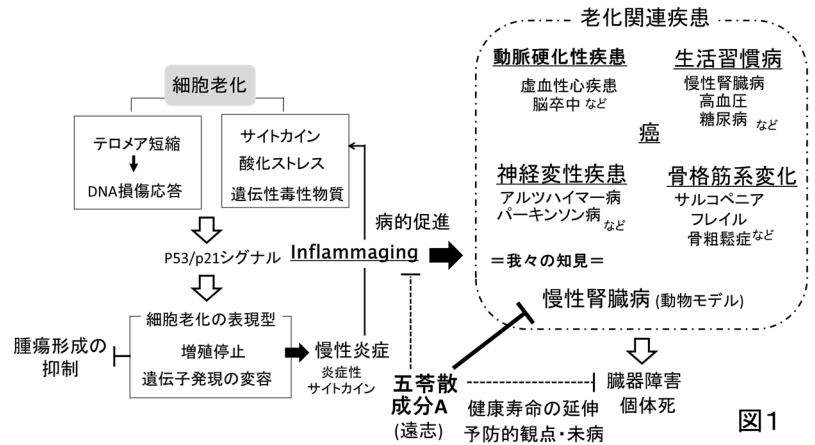 老化関連疾患
細胞老化
テロメア短縮
DNA損傷応答
サイトカイン
酸化ストレス
遺伝性毒性物質
P53/p21シグナル
Inflammaging
病的促進
細胞老化の表現型
増殖停止
遺伝子発現の変容
腫瘍形成の
抑制
慢性炎症
炎症性
サイトカイン
動脈硬化性疾患
虚血性心疾患
脳卒中 など
生活習慣病
慢性腎臓病
高血圧
糖尿病 など
癌
神経変性疾患
アルツハイマー病
パーキンソン病 など
骨格筋系変化
サルコペニア
フレイル
骨粗鬆症など
＝我々の知見＝
慢性腎臓病 (動物モデル)
五苓散
成分A
(遠志)
健康寿命の延伸
予防的観点・未病
臓器障害
個体死
図1